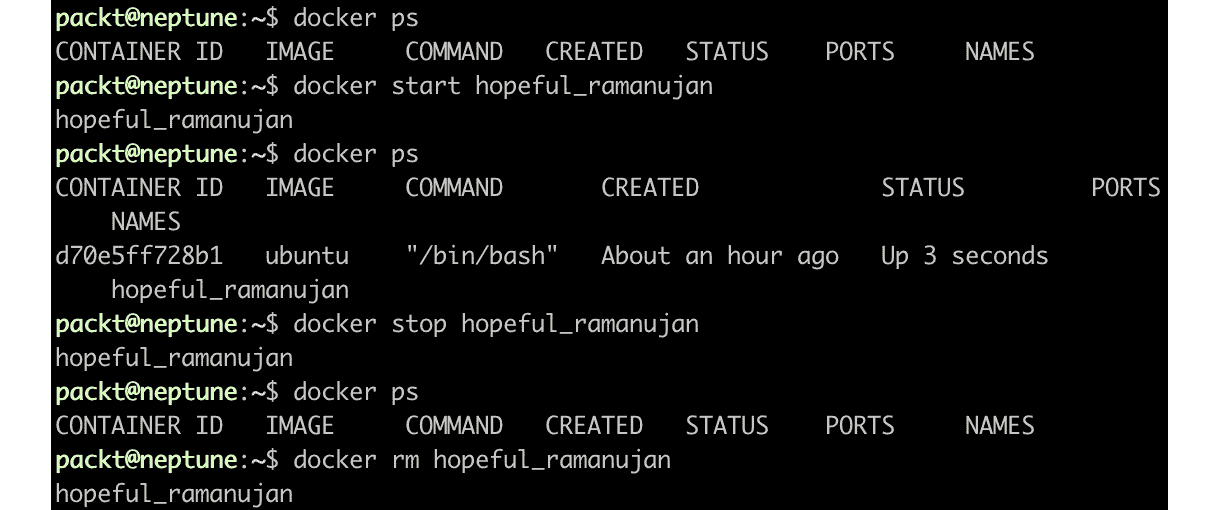 packt@neptune:~$ docker ps
CONTAINER ID   IMAGE     COMMAND   CREATED   STATUS    PORTS     NAMES
packt@neptune:~$ docker start hopeful_ramanujan
hopeful_ramanujan
packt@neptune:~$ docker ps
CONTAINER ID   IMAGE     COMMAND       CREATED             STATUS         PORTS
    NAMES
d70e5ff728b1   ubuntu    "/bin/bash"   About an hour ago   Up 3 seconds
    hopeful_ramanujan
packt@neptune:~$ docker stop hopeful_ramanujan
hopeful_ramanujan
packt@neptune:~$ docker ps
CONTAINER ID   IMAGE     COMMAND   CREATED   STATUS    PORTS     NAMES
packt@neptune:~$ docker rm hopeful_ramanujan
hopeful_ramanujan